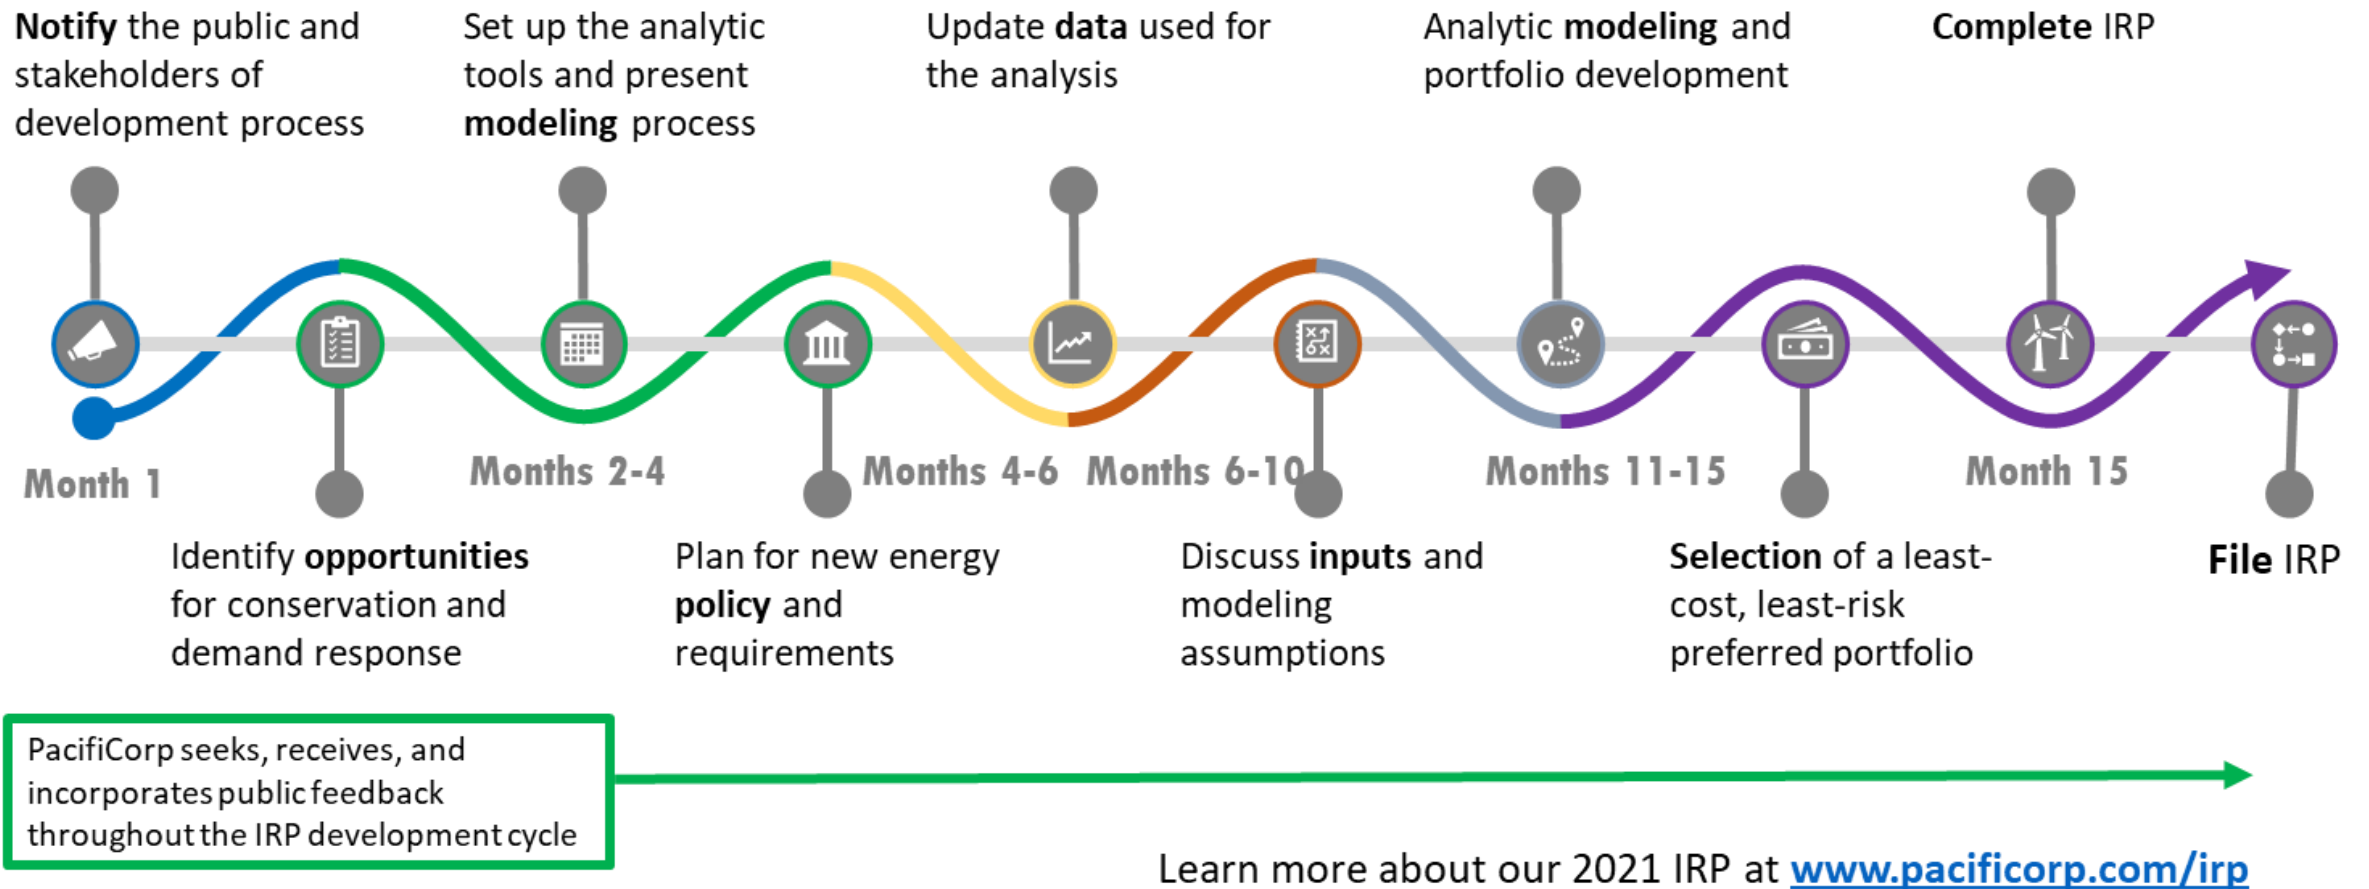 Notify the public and
stakeholders of
development process
Set up the analytic
tools and present
modeling process
Update data used for
the analysis
Analytic modeling and
portfolio development
Complete IRP
Month 1
Months 2-4
Months 4-6
Months 6-10
Months 11-15
Month 15
Identify opportunities
for conservation and
demand response
Plan for new energy
policy and
requirements
Discuss inputs and
modeling
assumptions
Selection of a least-
cost, least-risk
preferred portfolio
File IRP
PacifiCorp seeks, receives, and
incorporates public feedback
throughout the IRP development cycle
Learn more about our 2021 IRP at www.pacificorp.com/irp